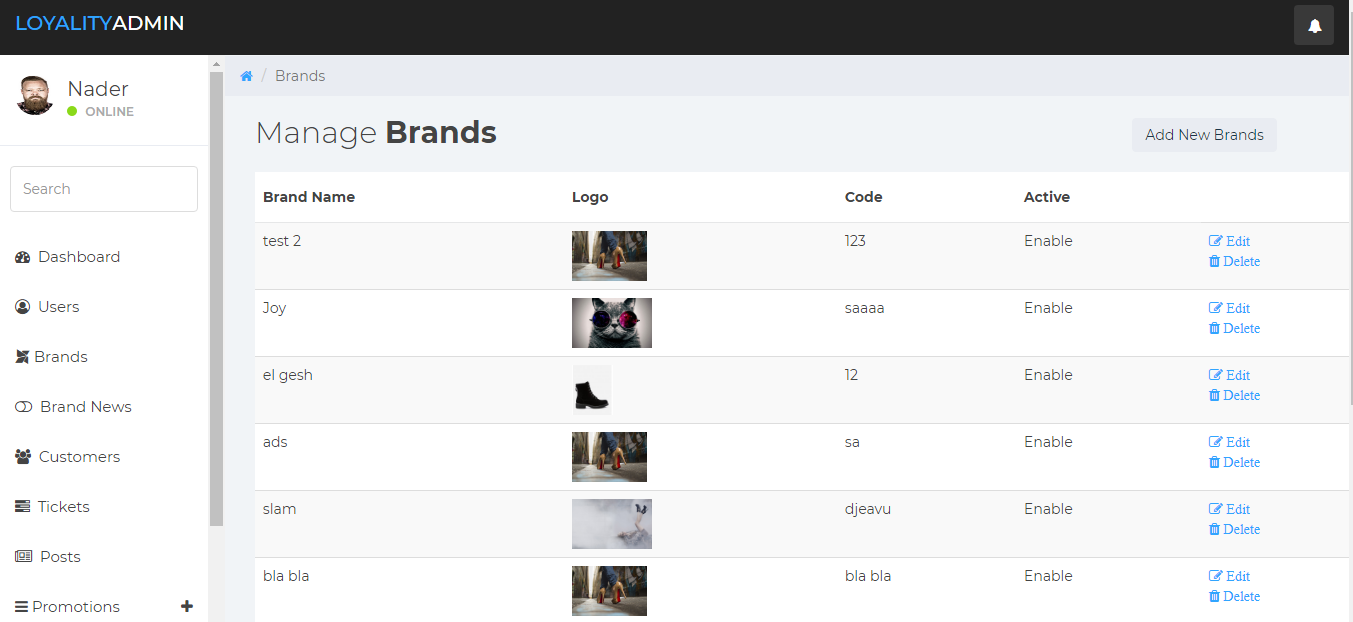 LOYALITYADMIN
Nader
ONLINE
Search
Dashboard
Users
Brands
Brand News
Customers
Tickets
Posts
Promotions
/ Brands
Manage Brands
Add New Brands
Brand Name Logo Code Active
test 2 123 Enable Edit
Delete
Joy saaaa Enable Edit
Delete
el gesh 12 Enable Edit
Delete
ads sa Enable Edit
Delete
slam djeavu Enable Edit
Delete
bla bla bla bla Enable Edit
Delete